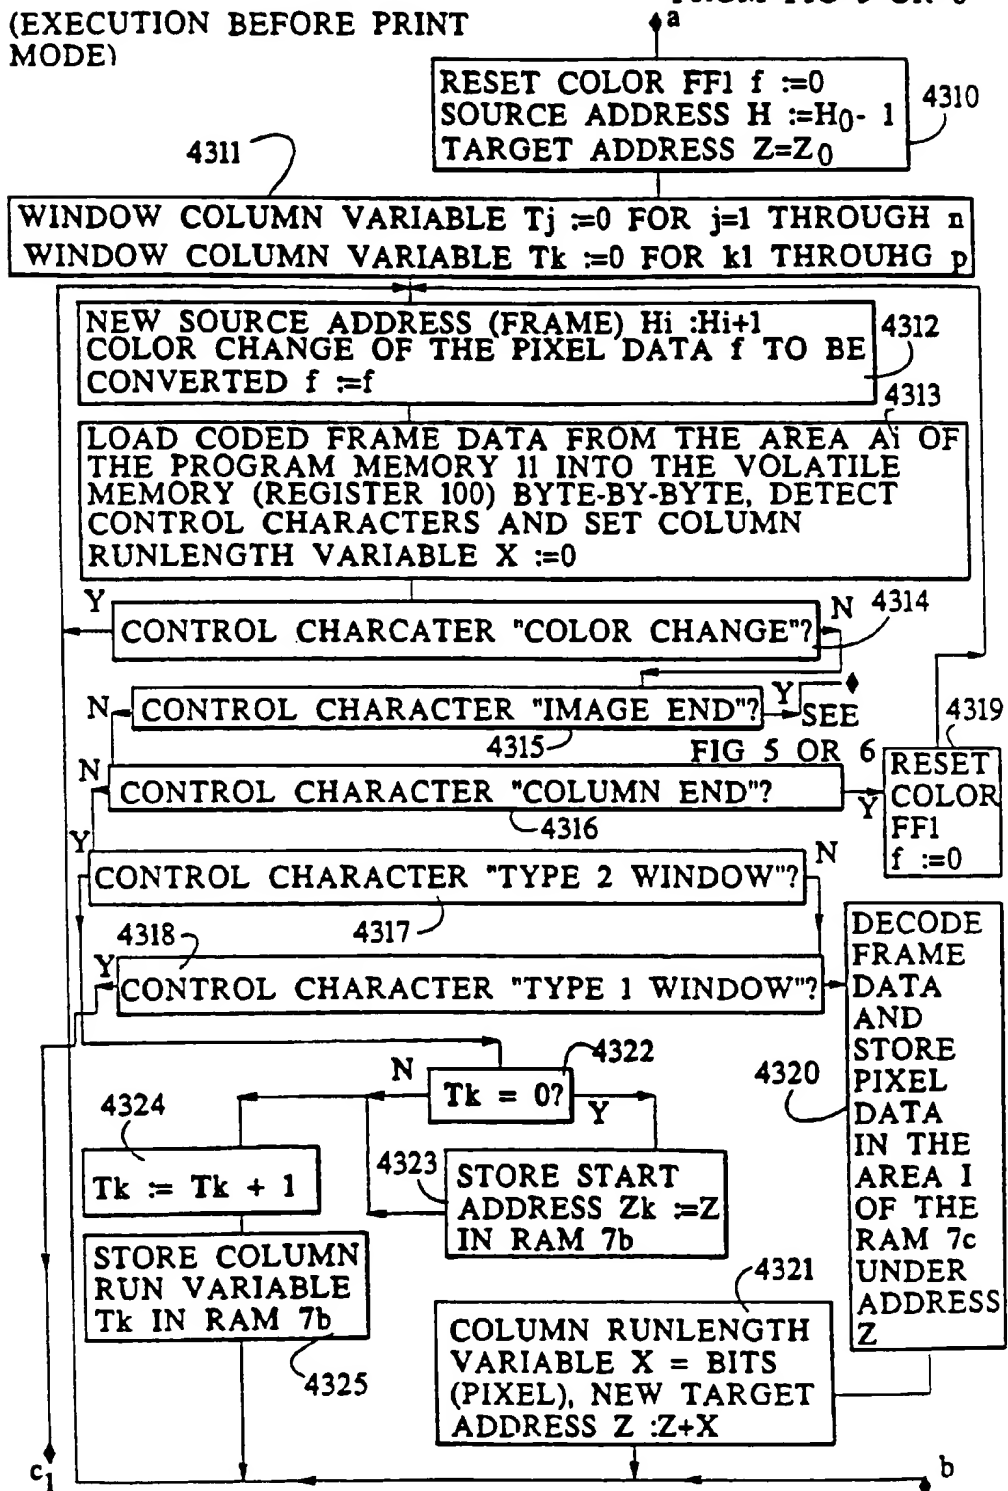 FROM FIG 5 OR 6
(EXECUTION BEFORE PRINT
MODE)
a
RESET COLOR FF1 f :=0
SOURCE ADDRESS H :=H0- 1
TARGET ADDRESS Z=Z0
4310
4311
WINDOW COLUMN VARIABLE Tj :=0 FOR j=1 THROUGH n
WINDOW COLUMN VARIABLE Tk :=0 FOR k1 THROUHG p
NEW SOURCE ADDRESS (FRAME) Hi :Hi+1
COLOR CHANGE OF THE PIXEL DATA f TO BE
CONVERTED f :=f
4312
4313
LOAD CODED FRAME DATA FROM THE AREA Ai OF
THE PROGRAM MEMORY 11 INTO THE VOLATILE
MEMORY (REGISTER 100) BYTE-BY-BYTE, DETECT
CONTROL CHARACTERS AND SET COLUMN
RUNLENGTH VARIABLE X :=0
Y
N
4314
CONTROL CHARCATER "COLOR CHANGE"?
N
CONTROL CHARACTER "IMAGE END"?
Y
SEE
4315
FIG 5 OR 6
4319
RESET
COLOR
FF1
f :=0
N
CONTROL CHARACTER "COLUMN END"?
Y
4316
Y
N
CONTROL CHARACTER "TYPE 2 WINDOW"?
4317
4318
Y
CONTROL CHARACTER "TYPE 1 WINDOW"?
DECODE
FRAME
DATA
AND
STORE
PIXEL
DATA
IN THE
AREA I
OF THE
RAM 7c
UNDER
ADDRESS
Z
4320
4322
N
Tk = 0?
Y
4324
Tk := Tk + 1
4323
STORE START
ADDRESS Zk :=Z
IN RAM 7b
STORE COLUMN
RUN VARIABLE
Tk IN RAM 7b
4325
4321
COLUMN RUNLENGTH
VARIABLE X = BITS
(PIXEL), NEW TARGET
ADDRESS Z :Z+X
c1
b